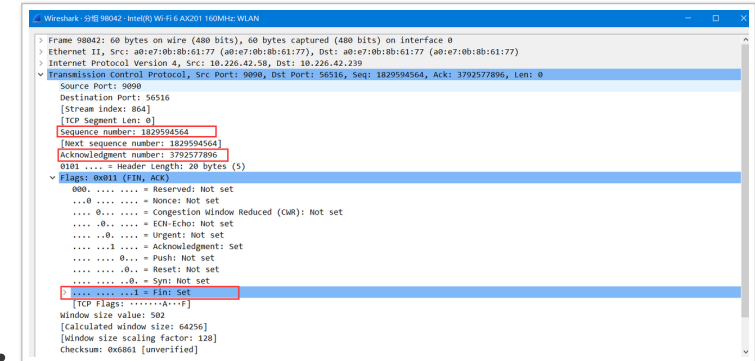 Wireshark · 分组 98042 · Intel(R) Wi-Fi 6 AX201 160MHz: WLAN
Frame 98042: 60 bytes on wire (480 bits), 60 bytes captured (480 bits) on interface 0
Ethernet II, Src: a0:e7:0b:8b:61:77 (a0:e7:0b:8b:61:77), Dst: a0:e7:0b:8b:61:77 (a0:e7:0b:8b:61:77)
Internet Protocol Version 4, Src: 10.226.42.58, Dst: 10.226.42.239
Transmission Control Protocol, Src Port: 9090, Dst Port: 56516, Seq: 1829594564, Ack: 3792577896, Len: 0
Source Port: 9090
Destination Port: 56516
[Stream index: 864]
[TCP Segment Len: 0]
Sequence number: 1829594564
[Next sequence number: 1829594564]
Acknowledgment number: 3792577896
0101 .... = Header Length: 20 bytes (5)
Flags: 0x011 (FIN, ACK)
000. .... .... = Reserved: Not set
...0 .... .... = Nonce: Not set
.... 0... .... = Congestion Window Reduced (CWR): Not set
.... .0.. .... = ECN-Echo: Not set
.... ..0. .... = Urgent: Not set
.... ...1 .... = Acknowledgment: Set
.... .... 0... = Push: Not set
.... .... .0.. = Reset: Not set
.... .... ..0. = Syn: Not set
.... .... ...1 = Fin: Set
[TCP Flags: ·······A···F]
Window size value: 502
[Calculated window size: 64256]
[Window size scaling factor: 128]
Checksum: 0x6861 [unverified]